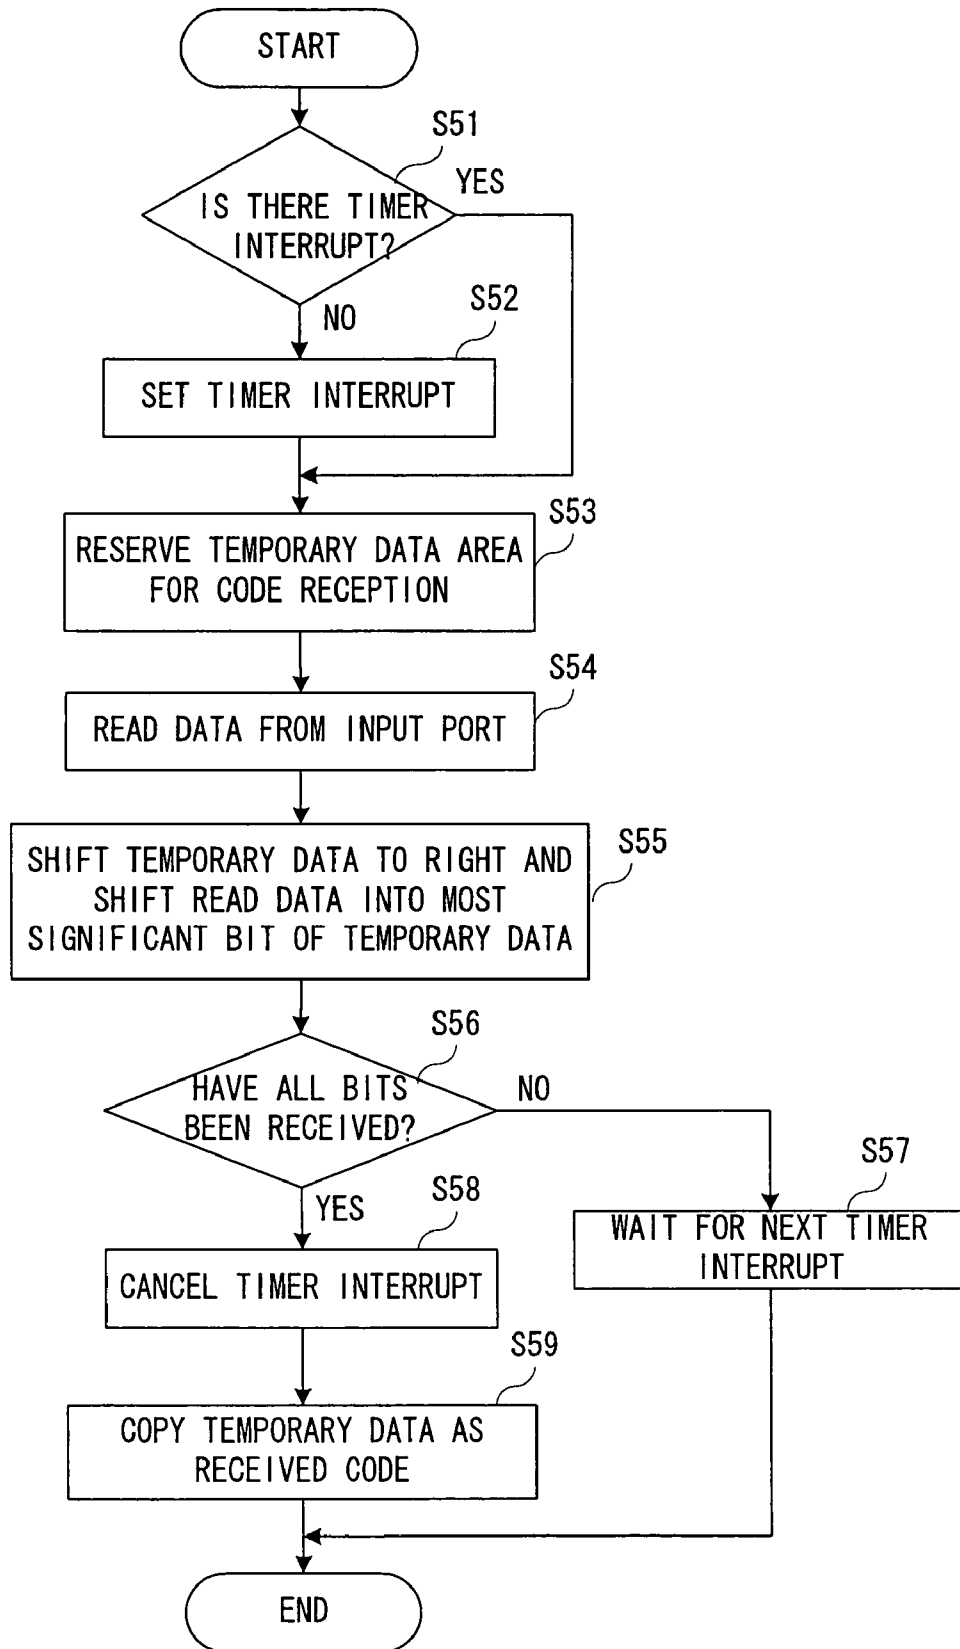 START
S51
YES
IS THERE TIMER
INTERRUPT?
NO
S52
SET TIMER INTERRUPT
S53
RESERVE TEMPORARY DATA AREA
FOR CODE RECEPTION
S54
READ DATA FROM INPUT PORT
S55
SHIFT TEMPORARY DATA TO RIGHT AND
SHIFT READ DATA INTO MOST
SIGNIFICANT BIT OF TEMPORARY DATA
S56
HAVE ALL BITS
BEEN RECEIVED?
NO
S57
WAIT FOR NEXT TIMER
INTERRUPT
YES
S58
CANCEL TIMER INTERRUPT
S59
COPY TEMPORARY DATA AS
RECEIVED CODE
END